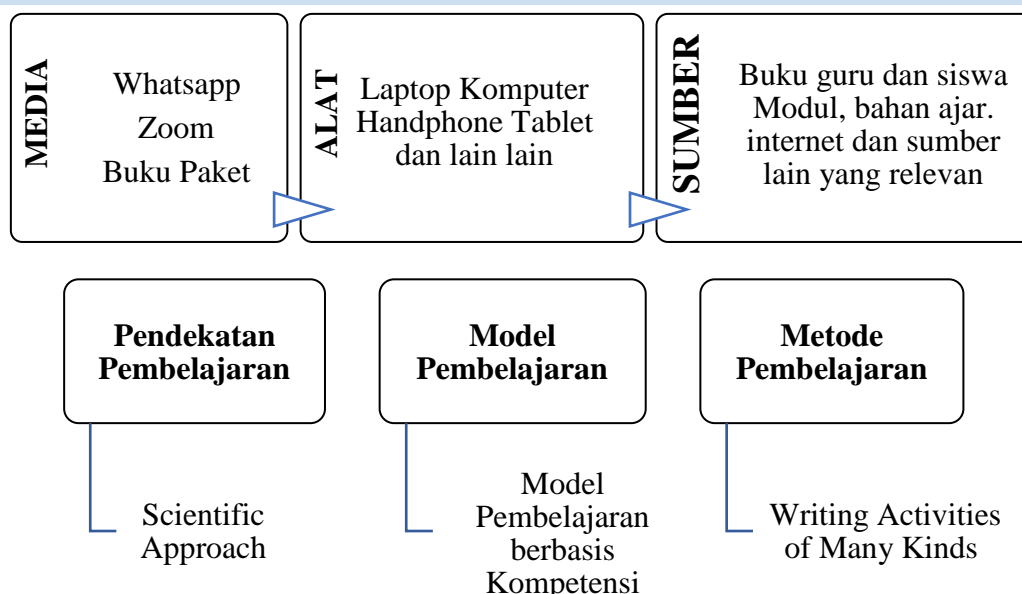 MEDIA
Whatsapp
Zoom
Buku Paket
ALAT
Laptop Komputer
Handphone Tablet
dan lain lain
SUMBER
Buku guru dan siswa
Modul, bahan ajar.
internet dan sumber
lain yang relevan
Pendekatan
Pembelajaran
Scientific
Approach
Model
Pembelajaran
Model
Pembelajaran
berbasis
Kompetensi
Metode
Pembelajaran
Writing Activities
of Many Kinds